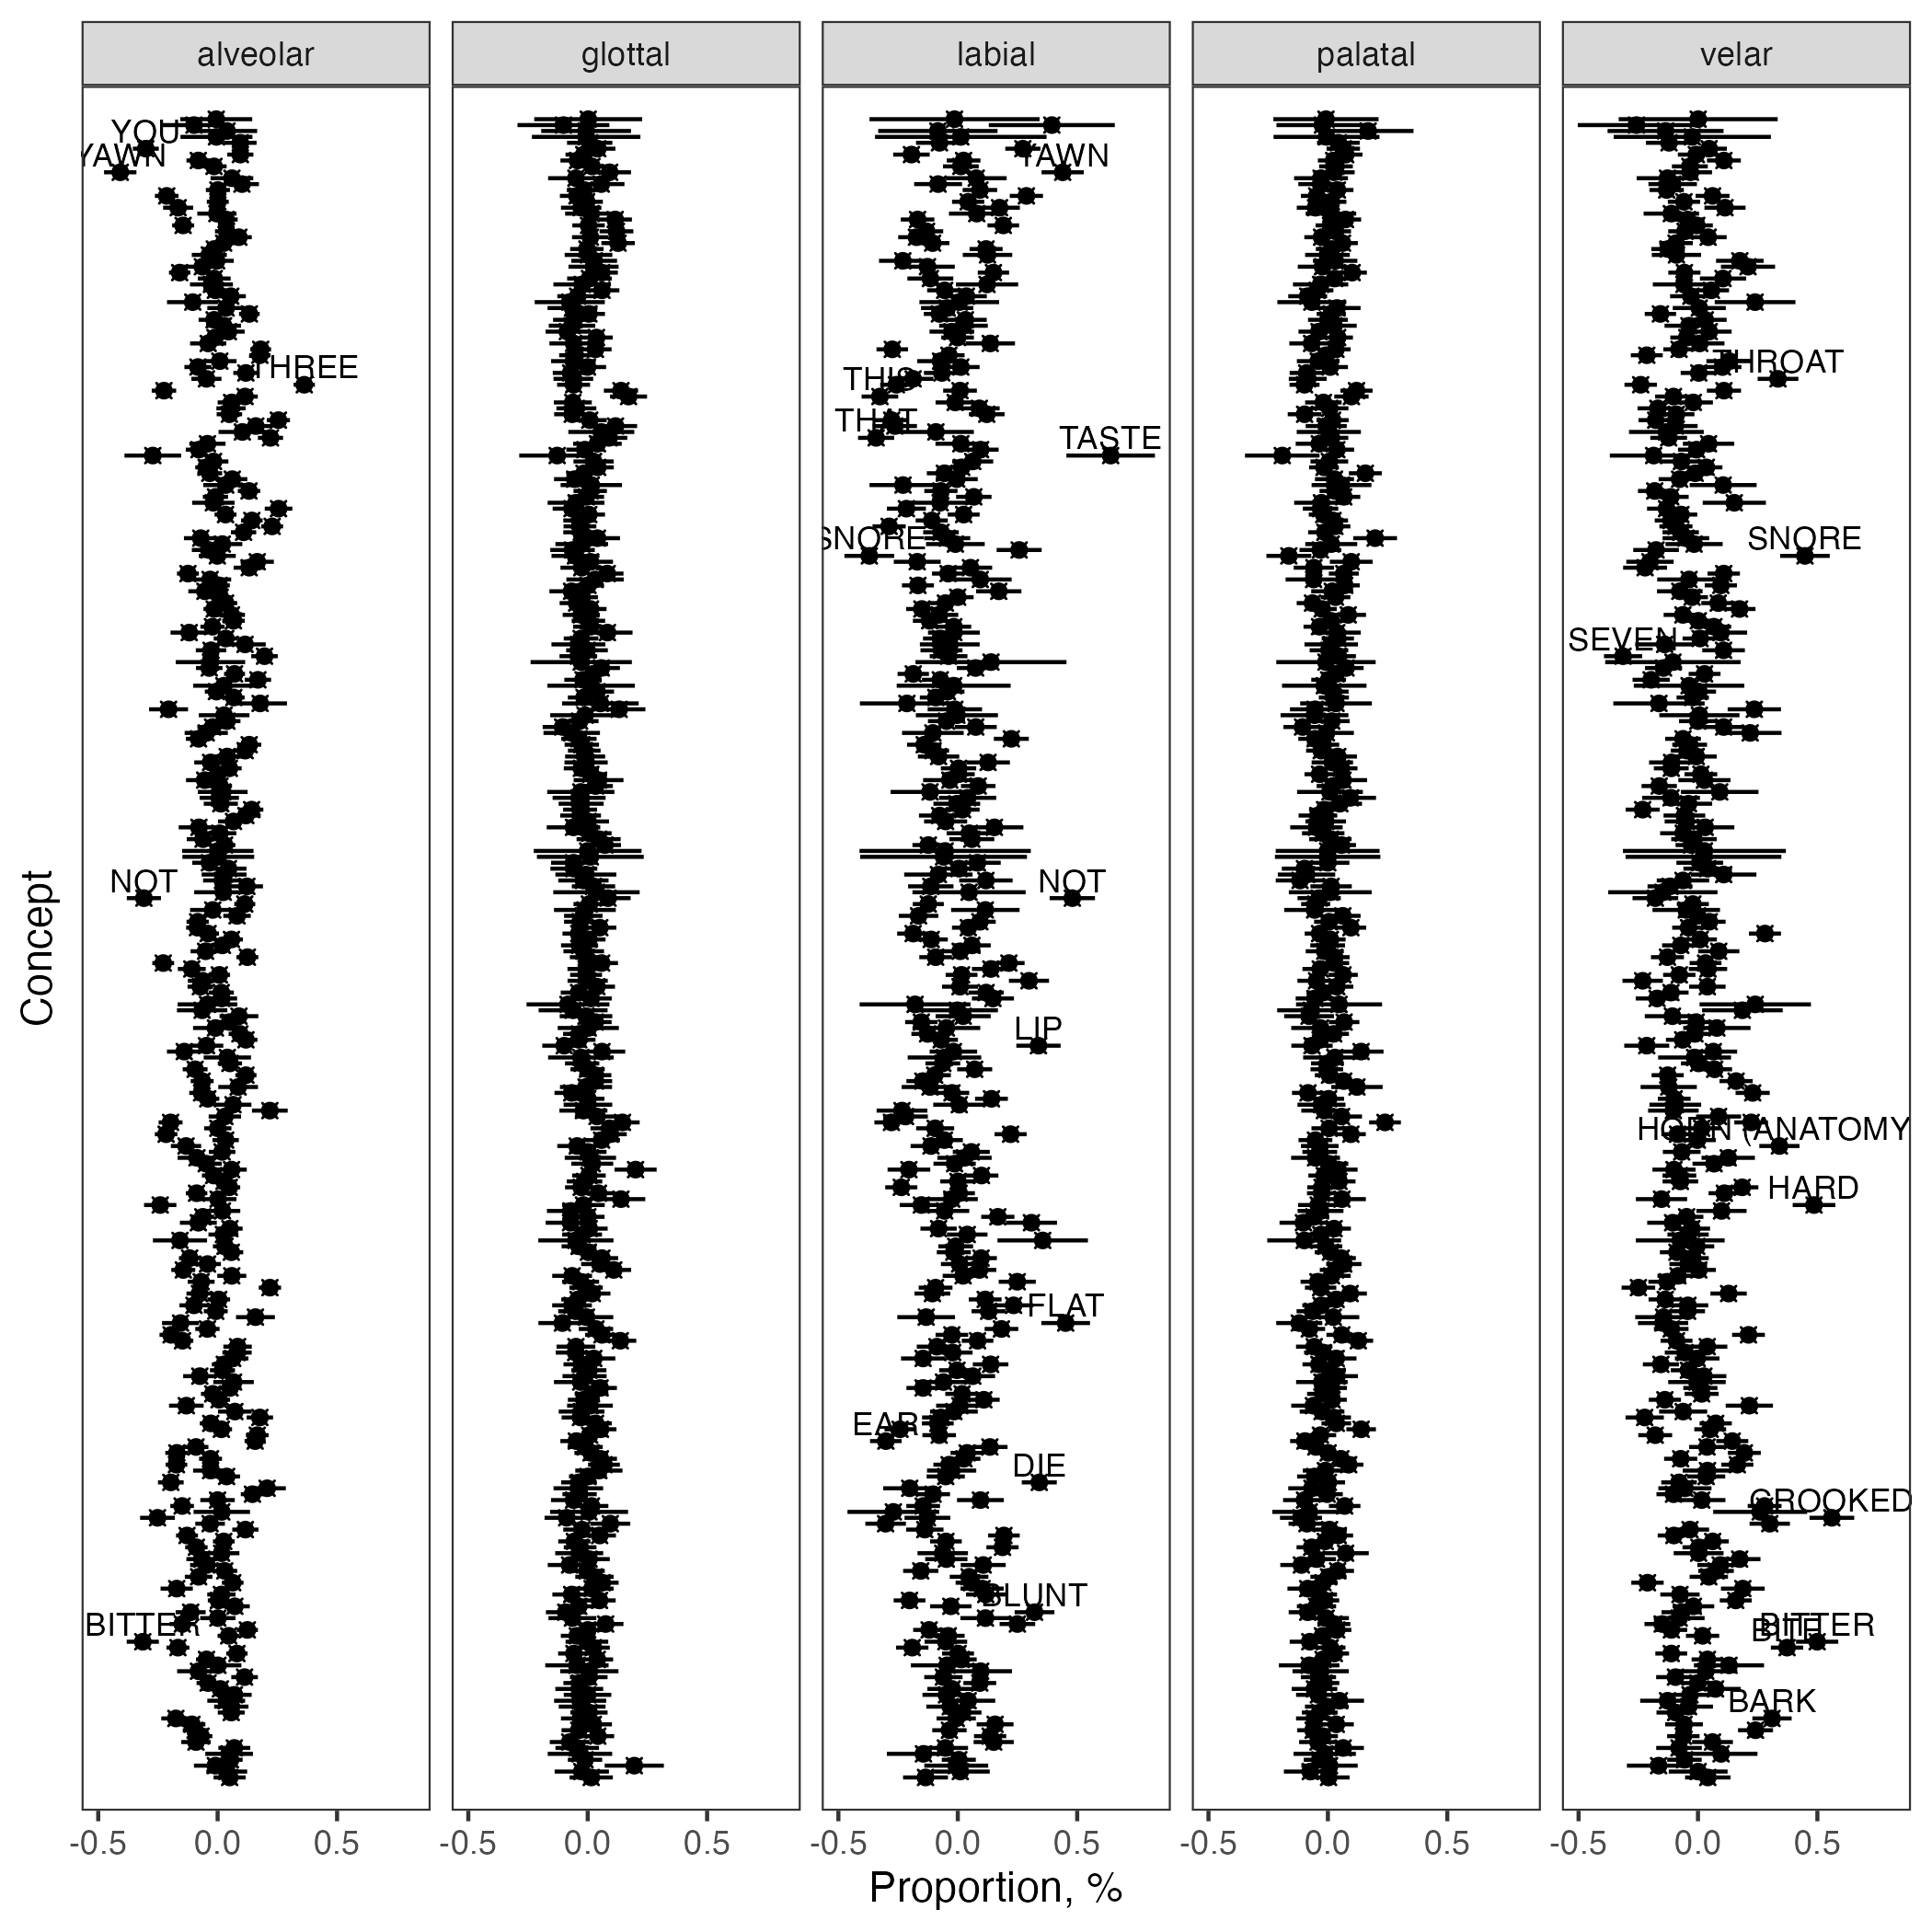 alveolar
glottal
labial
palatal
velar
YOU
YAWN
YAWN
THREE
THROAT
THIS
THAT
TASTE
SNORE
SNORE
SEVEN
NOT
NOT
LIP
HORN (ANATOMY
HARD
FLAT
EAR
DIE
CROOKED
BLUNT
BITTER
BITTER
BITE
BARK
Concept
-0.5 0.0 0.5
-0.5 0.0 0.5
-0.5 0.0 0.5
-0.5 0.0 0.5
-0.5 0.0 0.5
Proportion, %